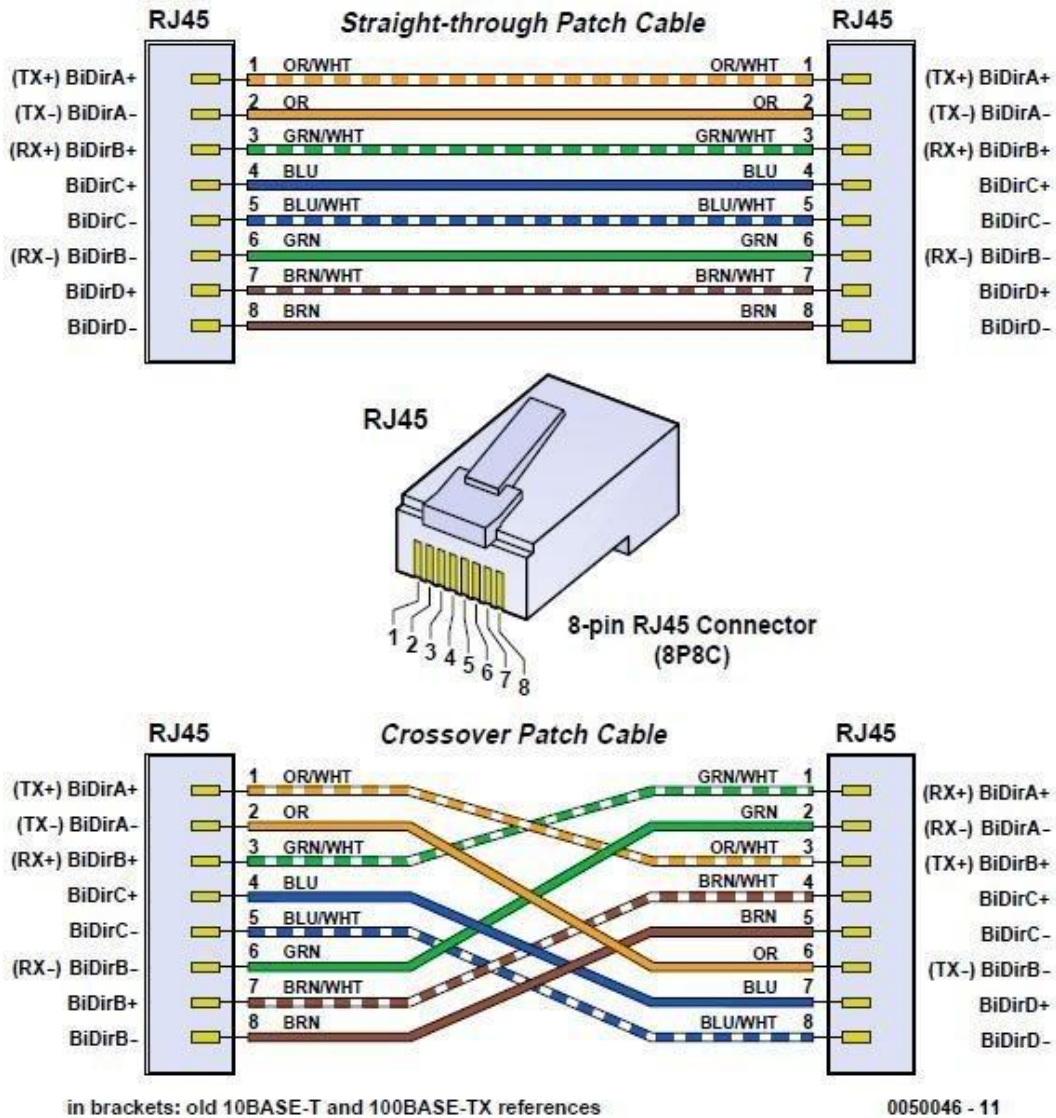 RJ45 Straight-through Patch Cable RJ45
(TX+) BiDirA+ 1 OR/WHT OR/WHT 1 (TX+) BiDirA+
(TX-) BiDirA- 2 OR OR 2 (TX-) BiDirA-
(RX+) BiDirB+ 3 GRN/WHT GRN/WHT 3 (RX+) BiDirB+
BiDirC+ 4 BLU BLU 4 BiDirC+
BiDirC- 5 BLU/WHT BLU/WHT 5 BiDirC-
(RX-) BiDirB- 6 GRN GRN 6 (RX-) BiDirB-
BiDirD+ 7 BRN/WHT BRN/WHT 7 BiDirD+
BiDirD- 8 BRN BRN 8 BiDirD-
RJ45
1 2 3 4 5 6 7 8
8-pin RJ45 Connector
(8P8C)
RJ45 Crossover Patch Cable RJ45
(TX+) BiDirA+ 1 OR/WHT GRN/WHT 1 (RX+) BiDirA+
(TX-) BiDirA- 2 OR GRN 2 (RX-) BiDirA-
(RX+) BiDirB+ 3 GRN/WHT OR/WHT 3 (TX+) BiDirB+
BiDirC+ 4 BLU BRN/WHT 4 BiDirC+
BiDirC- 5 BLU/WHT BRN 5 BiDirC-
(RX-) BiDirB- 6 GRN OR 6 (TX-) BiDirB-
BiDirB+ 7 BRN/WHT BLU 7 BiDirD+
BiDirB- 8 BRN BLU/WHT 8 BiDirD-
in brackets: old 10BASE-T and 100BASE-TX references 0050046 - 11